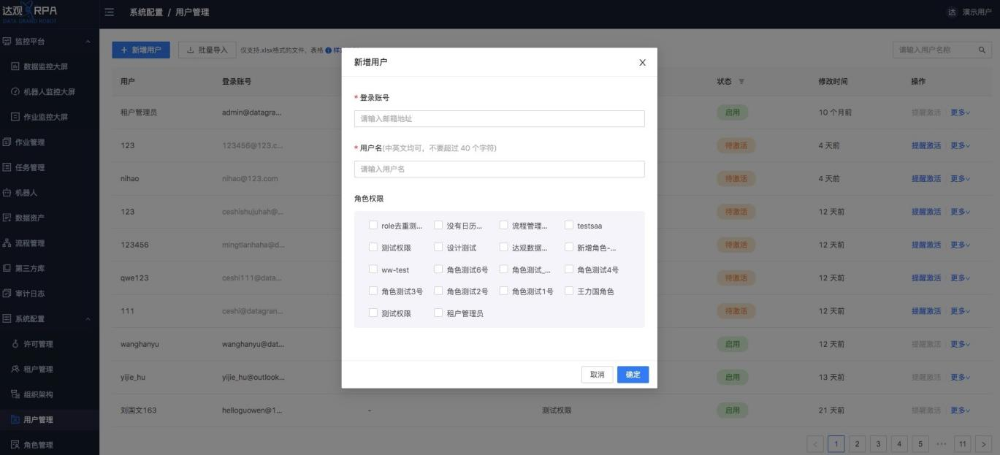 达观 RPA
DATA GRAND ROBOT
系统配置 / 用户管理
达 演示用户
监控平台
数据监控大屏
机器人监控大屏
作业监控大屏
作业管理
任务管理
机器人
数据资产
流程管理
第三方库
审计日志
系统配置
许可管理
租户管理
组织架构
用户管理
角色管理
+ 新增用户 批量导入 仅支持.xlsx格式的文件，表格
请输入用户名称
用户 登录账号 状态 修改时间 操作
租户管理员 admin@datagra... 启用 10 个月前 提醒激活 更多
123 123456@123.c... 待激活 4 天前 提醒激活 更多
nihao nihao@123.com 待激活 4 天前 提醒激活 更多
123 ceshishujuhah@... 待激活 12 天前 提醒激活 更多
123456 mingtianhaha@d... 待激活 12 天前 提醒激活 更多
qwe123 ceshi111@data... 待激活 12 天前 提醒激活 更多
111 ceshi@datagran... 待激活 12 天前 提醒激活 更多
wanghanyu wanghanyu@dat... 启用 12 天前 提醒激活 更多
yijie_hu yijie_hu@outlook... 启用 13 天前 提醒激活 更多
刘国文163 helloguowen@1... - 测试权限 启用 21 天前 提醒激活 更多
< 1 2 3 4 5 ••• 11 >
新增用户 X
* 登录账号
请输入邮箱地址
* 用户名(中英文均可，不要超过 40 个字符)
请输入用户名
角色权限
role去重测... 没有日历... 流程管理... testsaa
测试权限 设计测试 达观数据... 新增角色-...
ww-test 角色测试6号 角色测试_... 角色测试4号
角色测试3号 角色测试2号 角色测试1号 王力国角色
测试权限 租户管理员
取消 确定